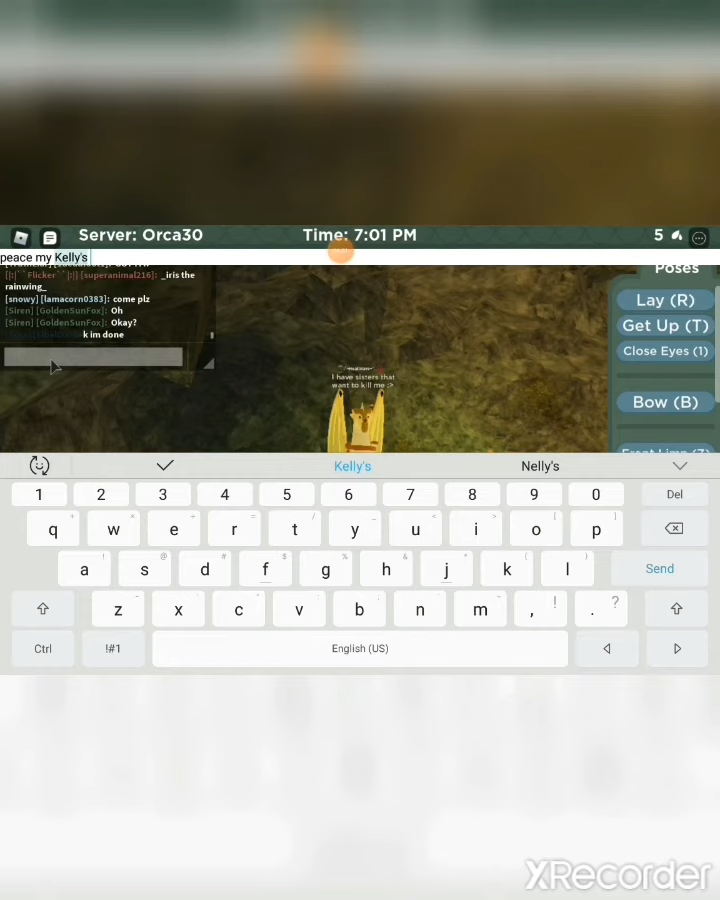 Server: Orca30
Time: 7:01 PM
5
peace my Kelly's
[|:|``Flicker``|:|] [superanimal216]: _iris the
rainwing_
[snowy] [lamacorn0383]: come plz
[Siren] [GoldenSunFox]: Oh
[Siren] [GoldenSunFox]: Okay?
k im done
I have sisters that
want to kill me :>
Poses
Lay (R)
Get Up (T)
Close Eyes (1)
Bow (B)
Kelly's
Nelly's
1 2 3 4 5 6 7 8 9 0 Del
q w e r t y u i o p
a s d f g h j k l Send
z x c v b n m , ! . ?
Ctrl !#1 English (US)
XRecorder